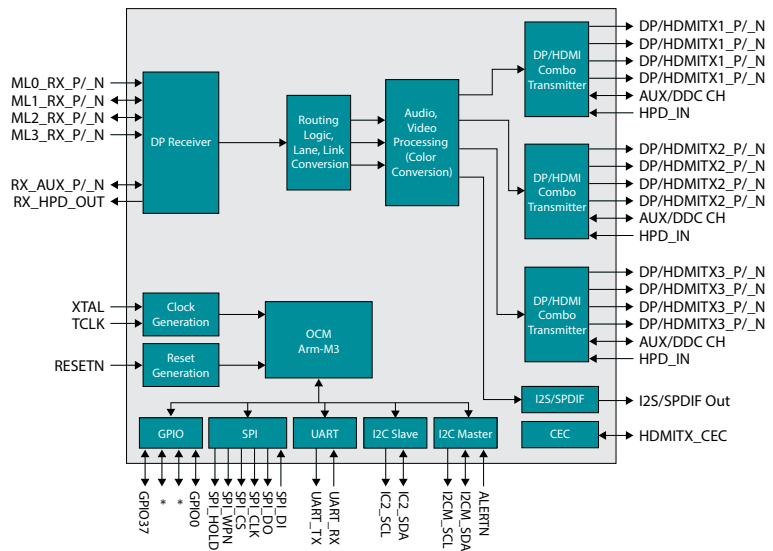 ML0_RX_P/_N
ML1_RX_P/_N
ML2_RX_P/_N
ML3_RX_P/_N
RX_AUX_P/_N
RX_HPD_OUT
DP Receiver
Routing
Logic,
Lane, Link
Conversion
Audio,
Video
Processing
(Color
Conversion)
DP/HDMI
Combo
Transmitter
DP/HDMITX1_P/_N
DP/HDMITX1_P/_N
DP/HDMITX1_P/_N
DP/HDMITX1_P/_N
AUX/DDC CH
HPD_IN
DP/HDMI
Combo
Transmitter
DP/HDMITX2_P/_N
DP/HDMITX2_P/_N
DP/HDMITX2_P/_N
DP/HDMITX2_P/_N
AUX/DDC CH
HPD_IN
DP/HDMI
Combo
Transmitter
DP/HDMITX3_P/_N
DP/HDMITX3_P/_N
DP/HDMITX3_P/_N
DP/HDMITX3_P/_N
AUX/DDC CH
HPD_IN
XTAL
TCLK
Clock
Generation
RESETN
Reset
Generation
OCM
Arm-M3
I2S/SPDIF
I2S/SPDIF Out
CEC
HDMITX_CEC
GPIO
SPI
UART
I2C Slave
I2C Master
GPIO37
*
*
GPIO0
SPI_HOLD
SPI_WPN
SPI_CS
SPI_CLK
SPI_DO
SPI_DI
UART_TX
UART_RX
IC2_SCL
IC2_SDA
I2CM_SCL
I2CM_SDA
ALERTN